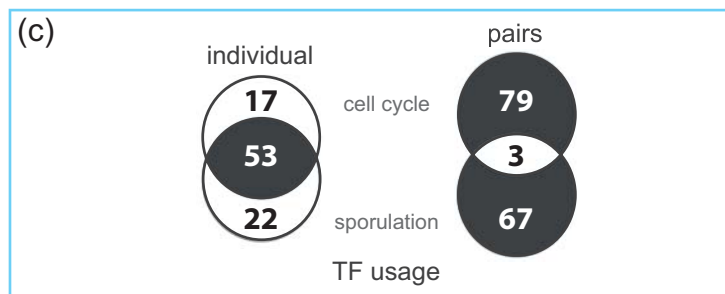 (c)
individual
pairs
17
cell cycle
79
53
3
22
sporulation
67
TF usage